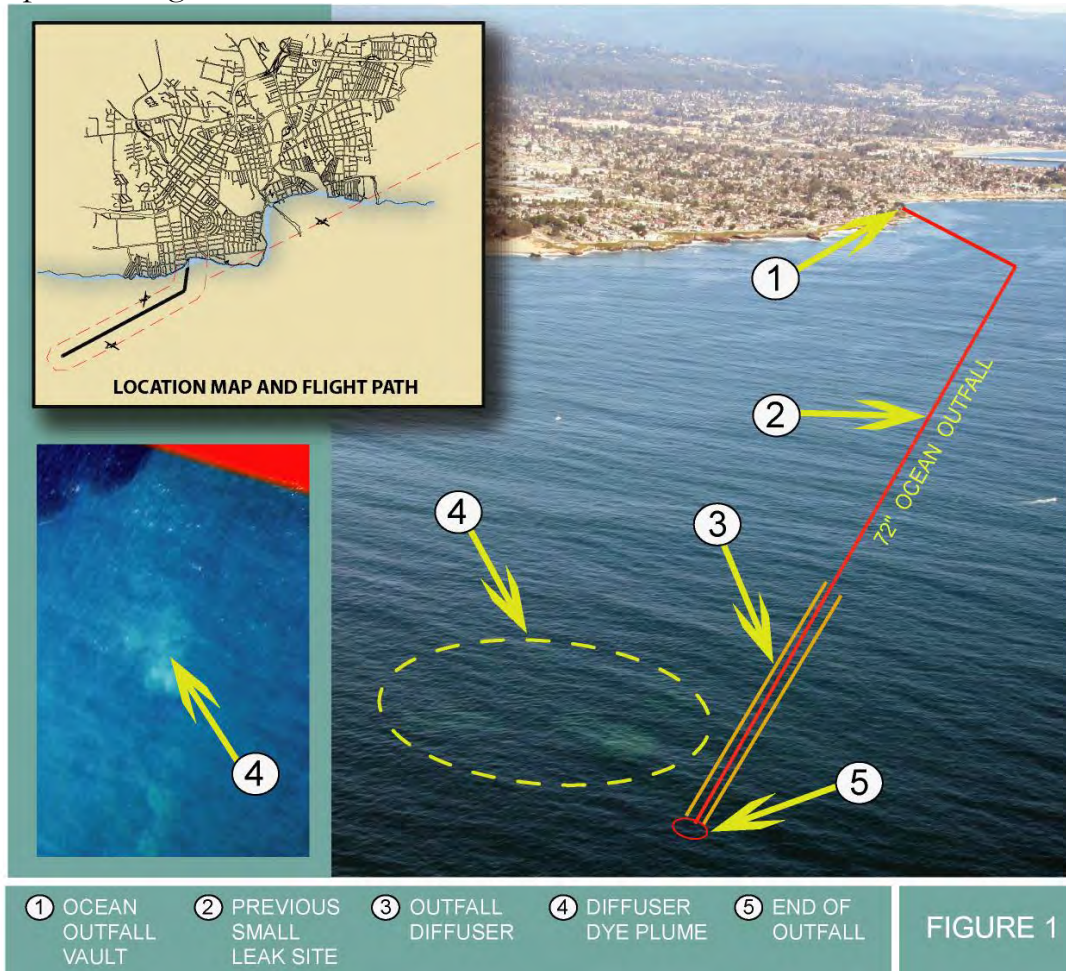 LOCATION MAP AND FLIGHT PATH
1
2
72" OCEAN OUTFALL
3
4
4
5
1 OCEAN
OUTFALL
VAULT
2 PREVIOUS
SMALL
LEAK SITE
3 OUTFALL
DIFFUSER
4 DIFFUSER
DYE PLUME
5 END OF
OUTFALL
FIGURE 1